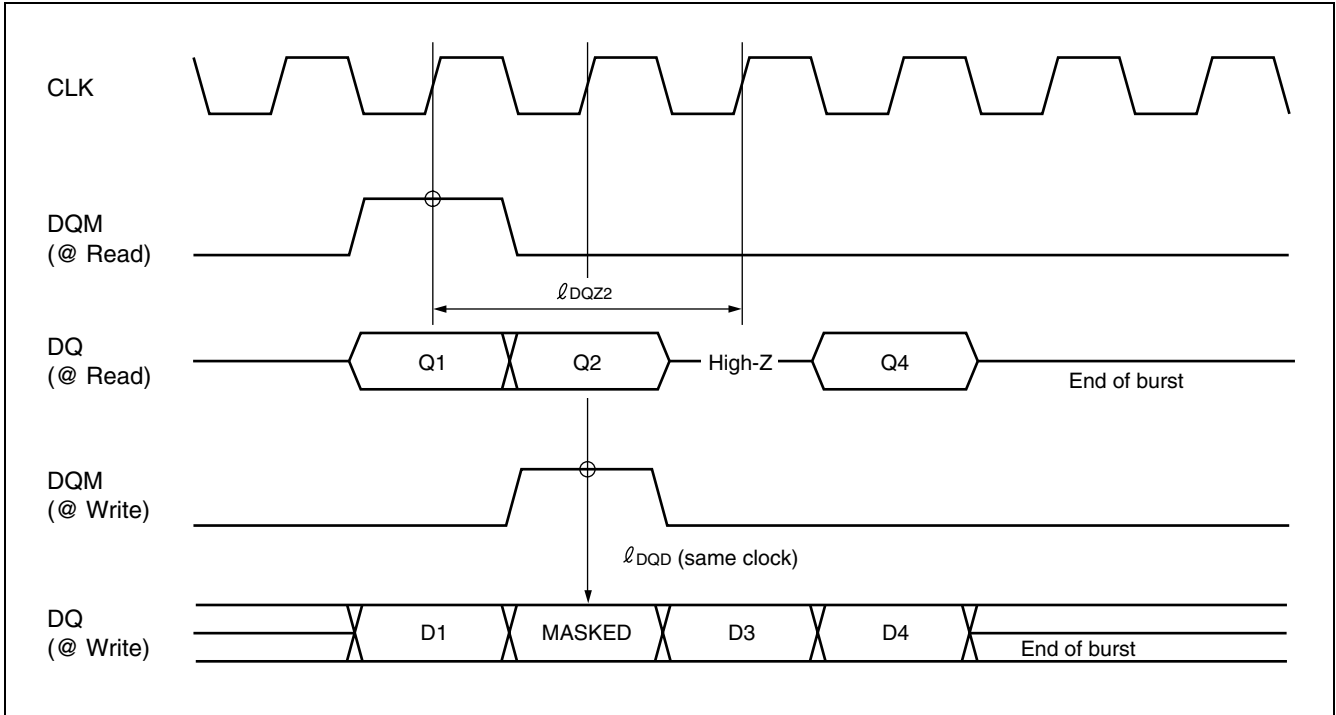 CLK
DQM
(@ Read)
ℓDQZ2
DQ
(@ Read)
Q1 Q2 High-Z Q4
End of burst
DQM
(@ Write)
ℓDQD (same clock)
DQ
(@ Write)
D1 MASKED D3 D4
End of burst